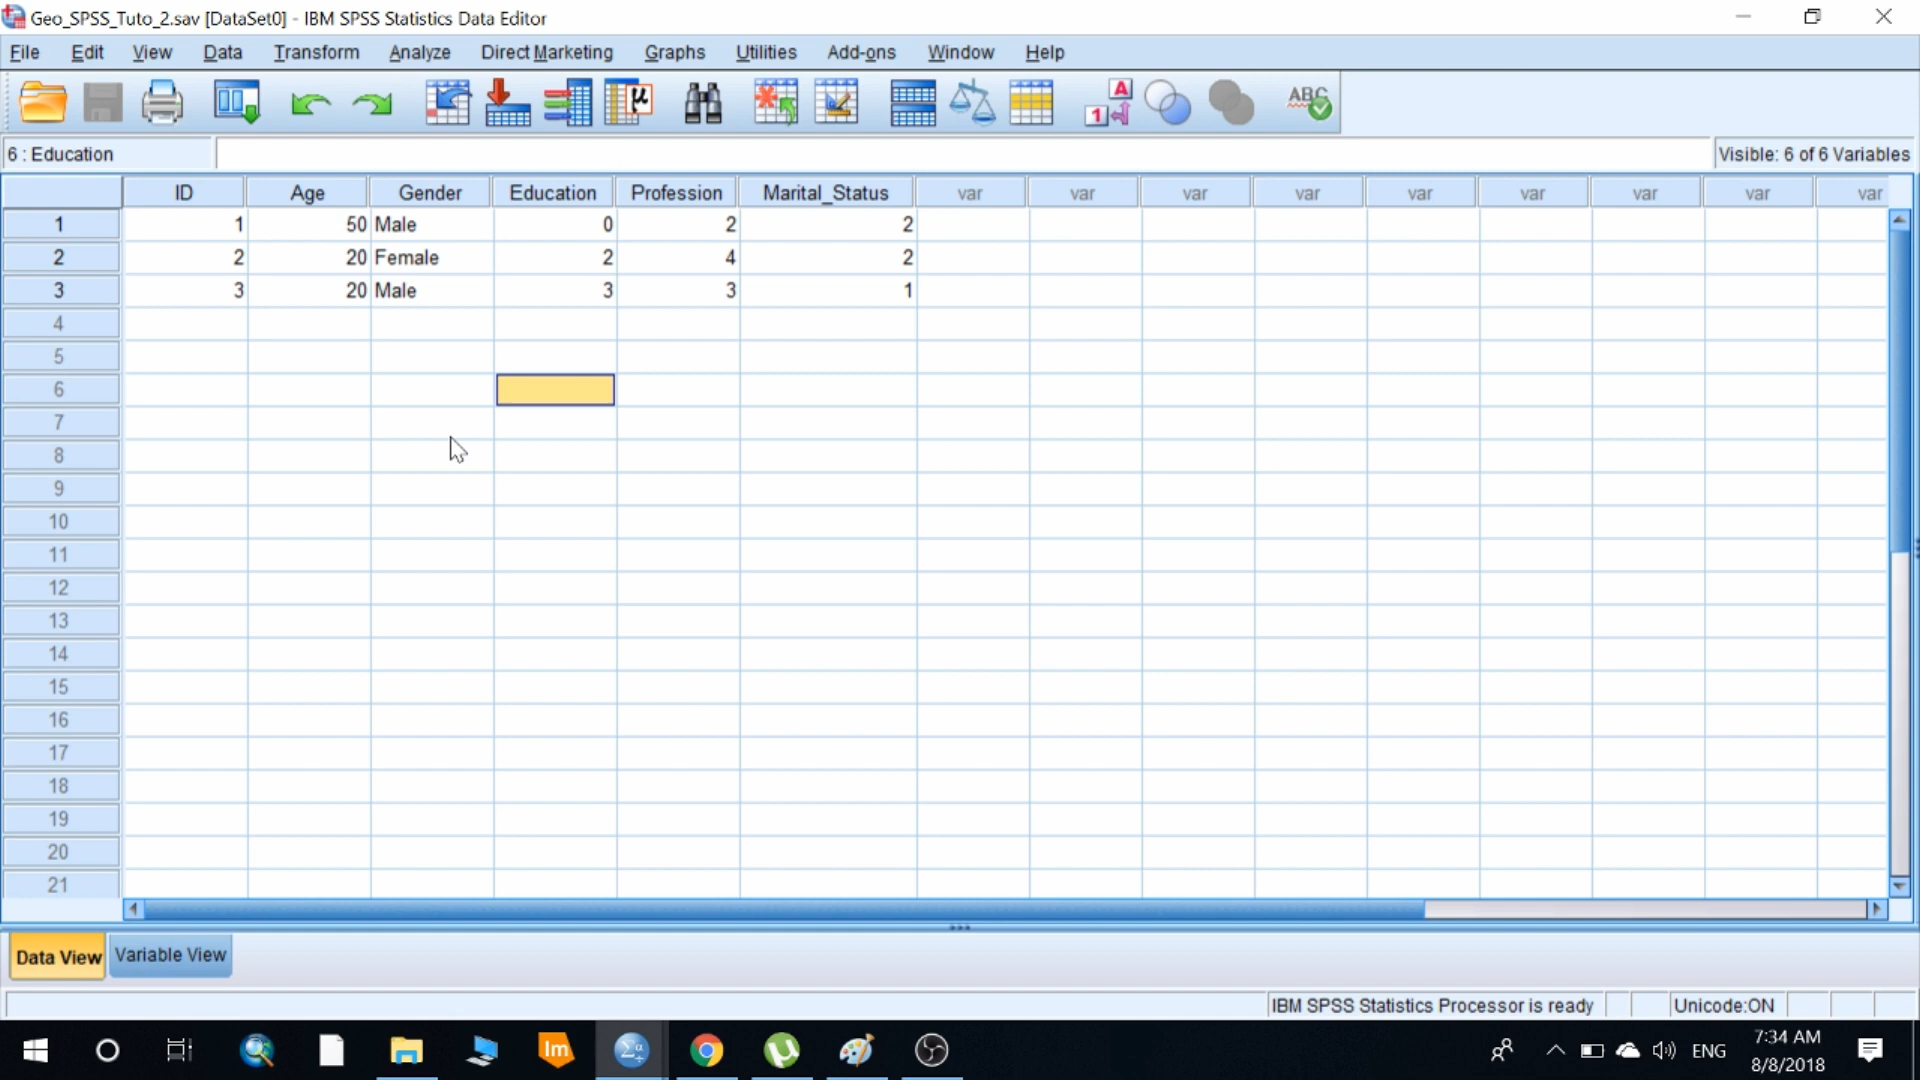 Geo_SPSS_Tuto_2.sav [DataSet0] - IBM SPSS Statistics Data Editor
File Edit View Data Transform Analyze Direct Marketing Graphs Utilities Add-ons Window Help
μ A 1 ABC
6 : Education Visible: 6 of 6 Variables
ID Age Gender Education Profession Marital_Status var var var var var var var var var
1 1 50 Male 0 2 2
2 2 20 Female 2 4 2
3 3 20 Male 3 3 1
4
5
6
7
8
9
10
11
12
13
14
15
16
17
18
19
20
21
Data View Variable View
IBM SPSS Statistics Processor is ready Unicode:ON
Im Σα ENG 7:34 AM
8/8/2018